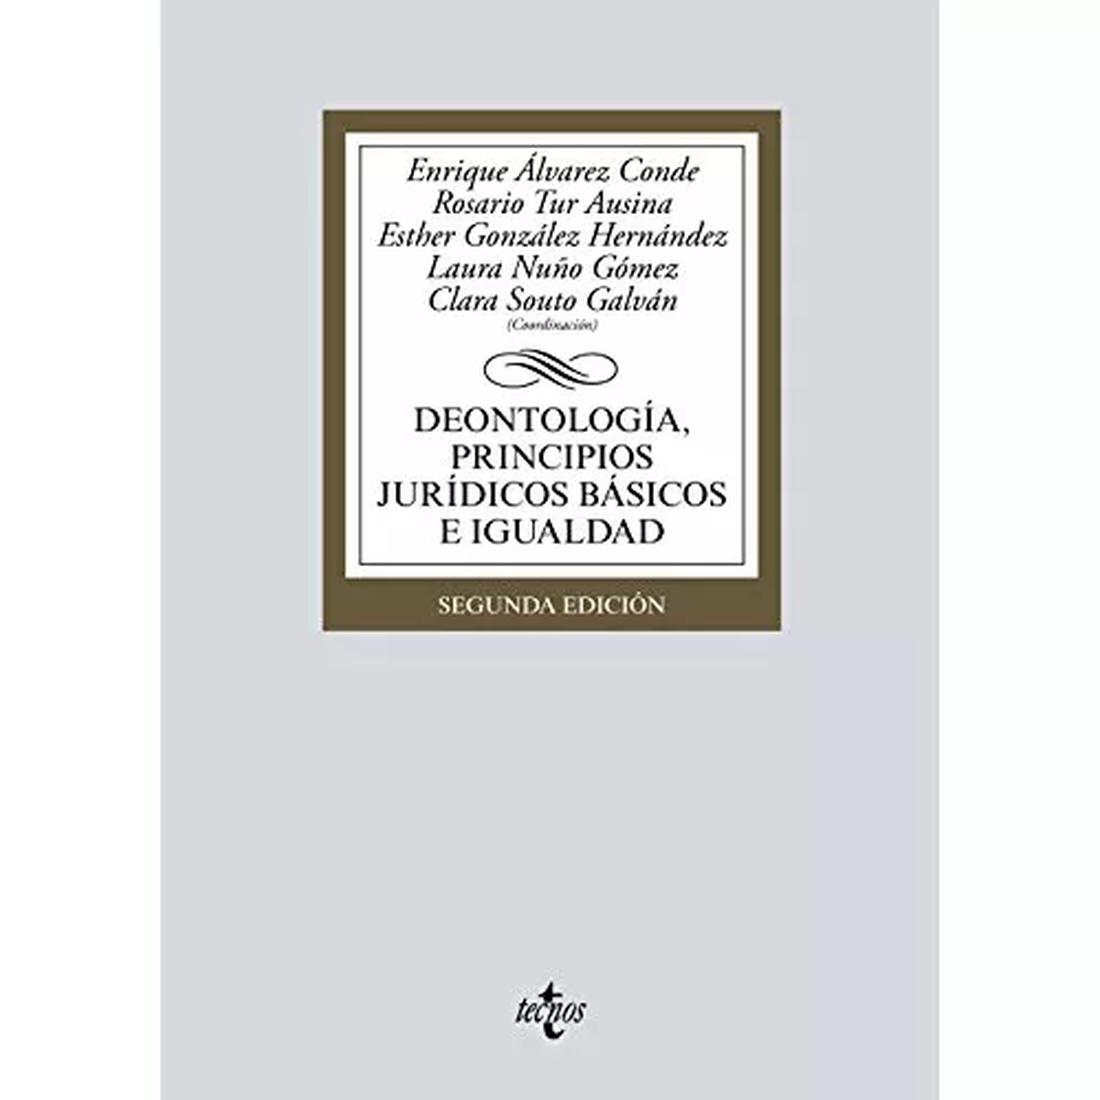 Enrique Álvarez Conde
Rosario Tur Ausina
Esther González Hernández
Laura Nuño Gómez
Clara Souto Galván
(Coordinación)
DEONTOLOGÍA,
PRINCIPIOS
JURÍDICOS BÁSICOS
E IGUALDAD
SEGUNDA EDICIÓN
tecnos